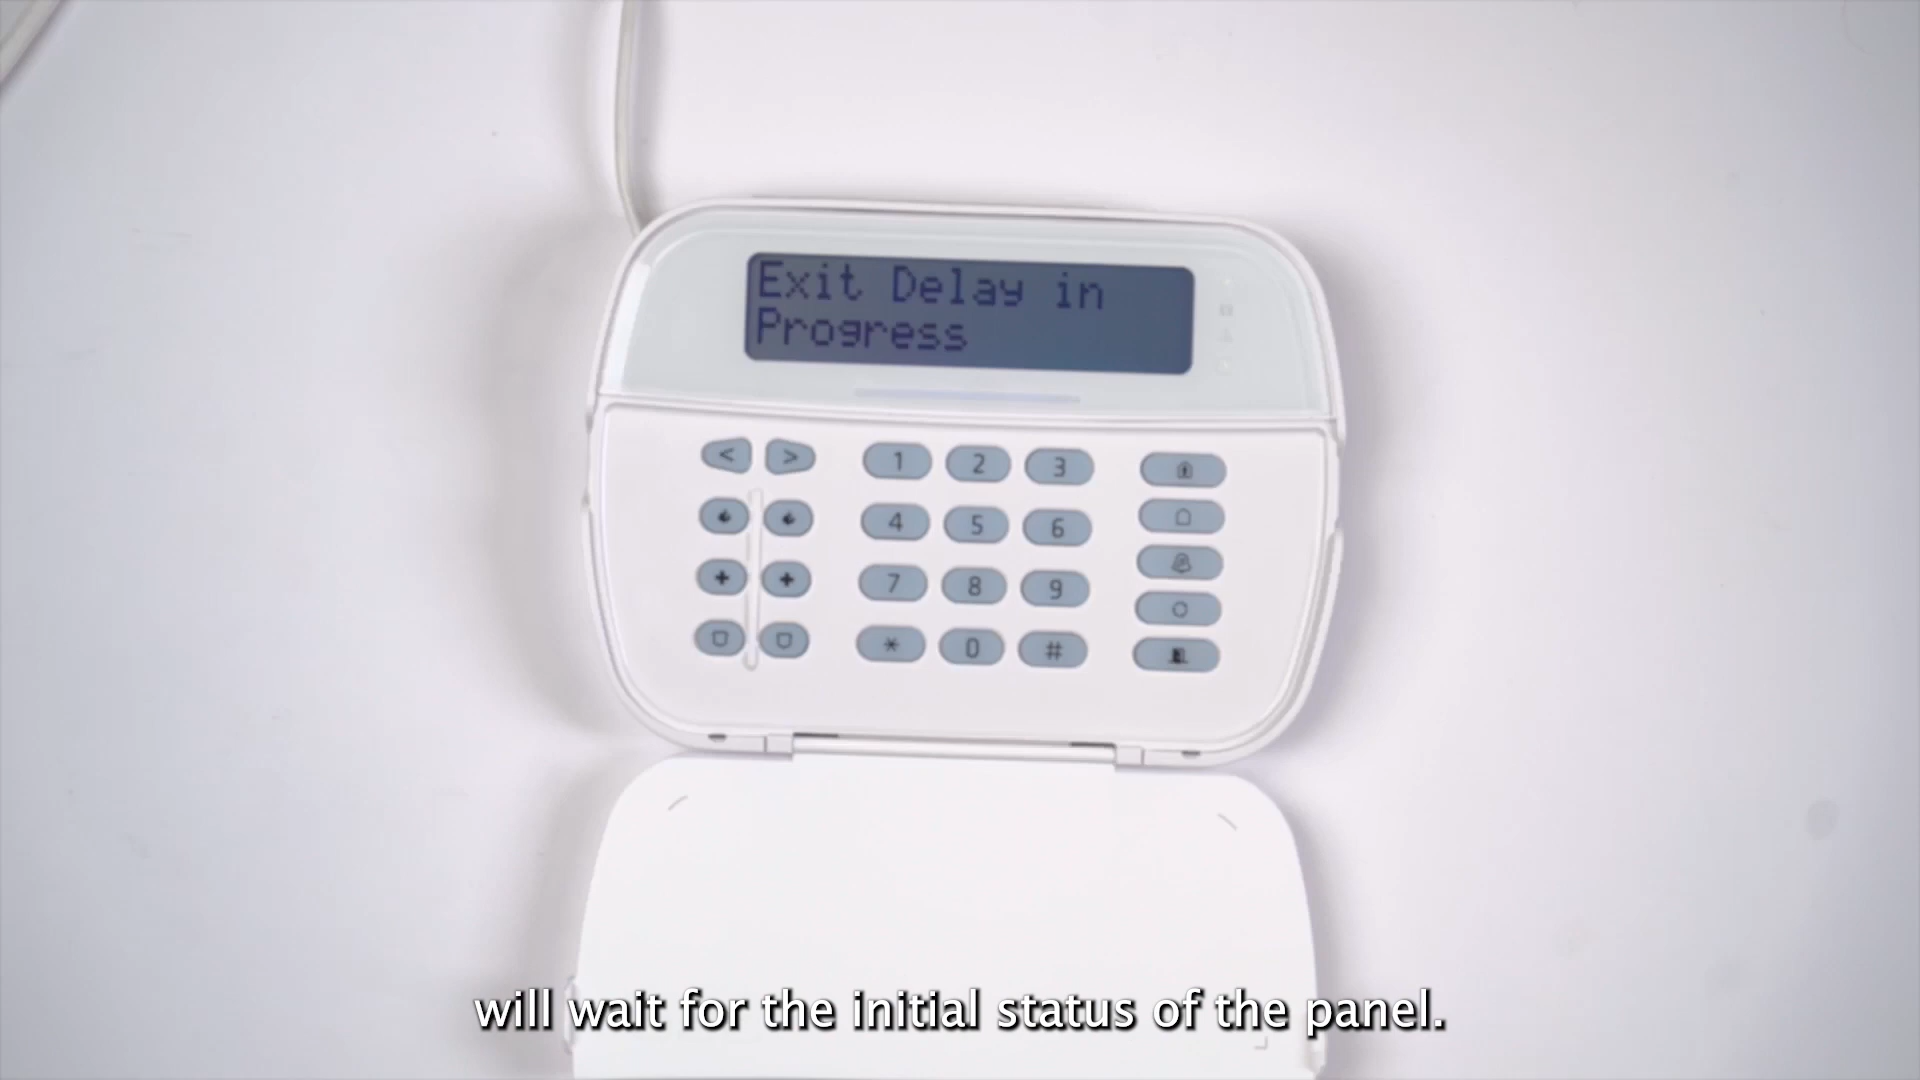 Exit Delay in
Progress
< > 1 2 3
4 5 6
7 8 9
* 0 #
will wait for the initial status of the panel.